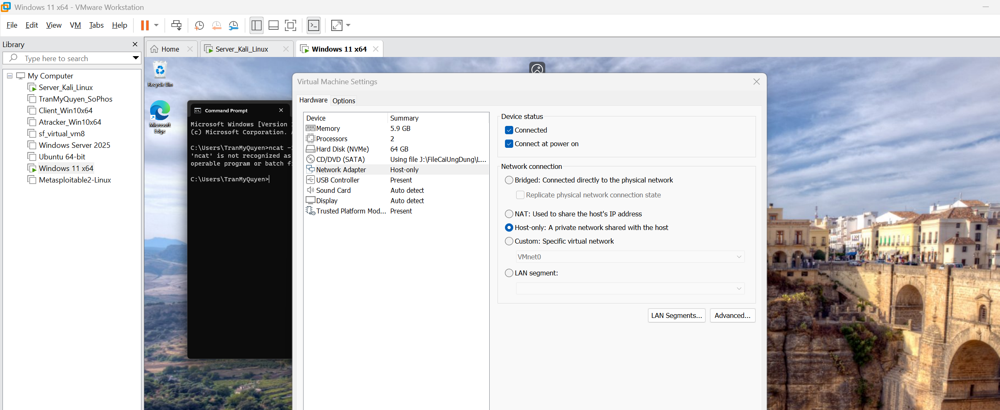 Windows 11 x64 - VMware Workstation
File Edit View VM Tabs Help
Library
Type here to search
My Computer
Server_Kali_Linux
TranMyQuyen_SoPhos
Client_Win10x64
Atracker_Win10x64
sf_virtual_vm8
Windows Server 2025
Ubuntu 64-bit
Windows 11 x64
Metasploitable2-Linux
Home
Server_Kali_Linux
Windows 11 x64
Recycle Bin
Microsoft
Edge
Command Prompt
Microsoft Windows [Version
(c) Microsoft Corporation.
C:\Users\TranMyQuyen>ncat -
'ncat' is not recognized as
operable program or batch
C:\Users\TranMyQuyen>
Virtual Machine Settings
Hardware Options
Device Summary
Memory 5.9 GB
Processors 2
Hard Disk (NVMe) 64 GB
CD/DVD (SATA) Using file J:\FileCaiUngDung\L...
Network Adapter Host-only
USB Controller Present
Sound Card Auto detect
Display Auto detect
Trusted Platform Mod... Present
Device status
Connected
Connect at power on
Network connection
Bridged: Connected directly to the physical network
Replicate physical network connection state
NAT: Used to share the host's IP address
Host-only: A private network shared with the host
Custom: Specific virtual network
VMnet0
LAN segment:
LAN Segments... Advanced...